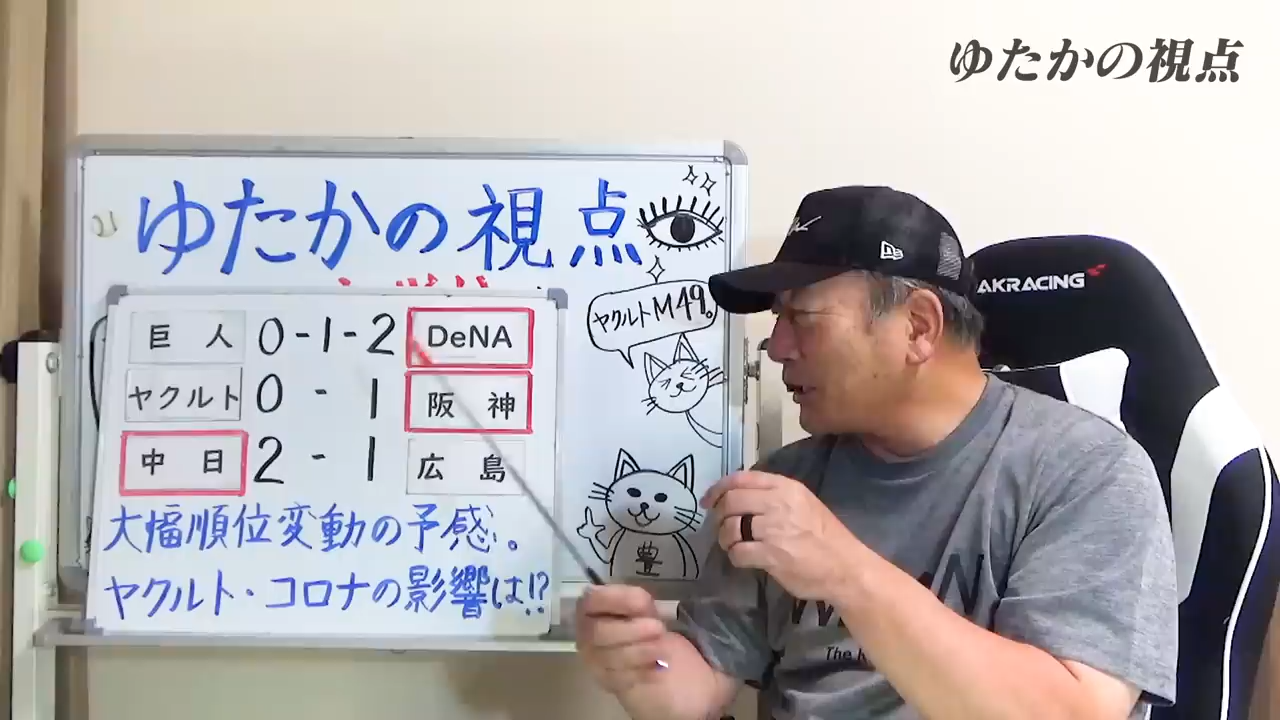 ゆたかの視点
ゆたかの視点
ヤクルトM49。
巨人 0-1-2 DeNA
ヤクルト 0 - 1 阪神
中日 2 - 1 広島
大幅順位変動の予感。
ヤクルト・コロナの影響は!?
豊
AKRACING